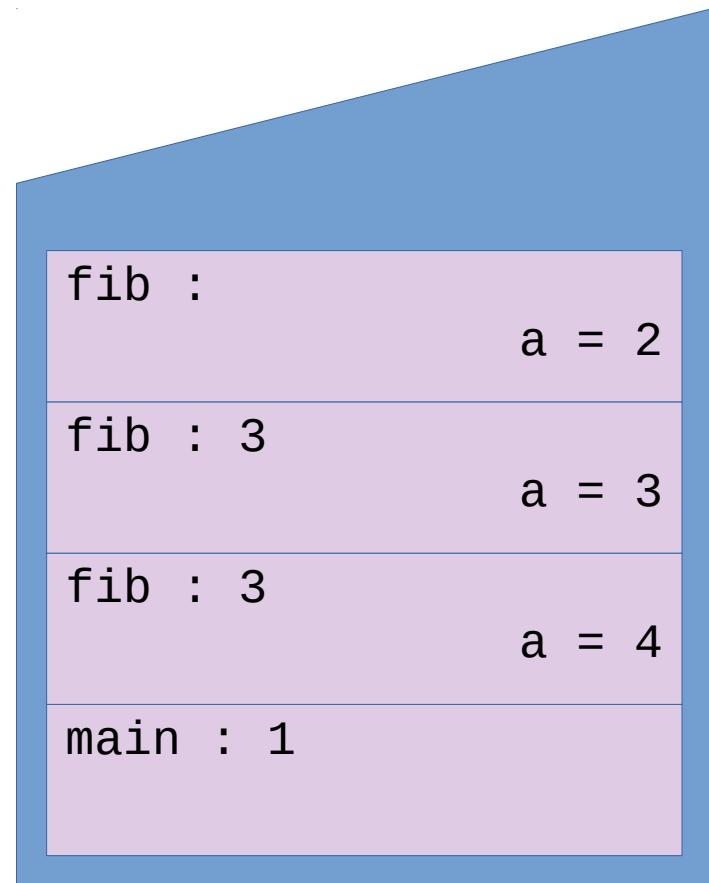 fib :
a = 2
fib : 3
a = 3
fib : 3
a = 4
main : 1